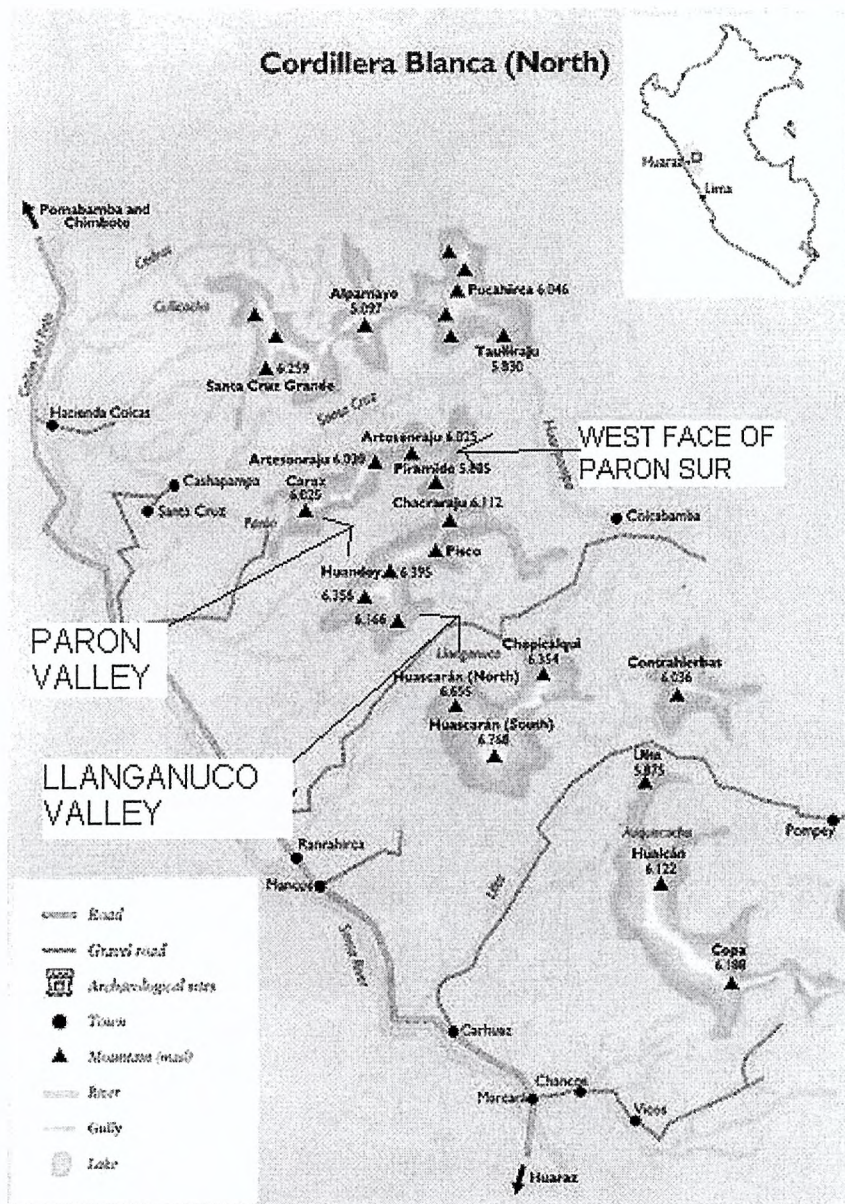 Cordillera Blanca (North)
Huaraz
Lima
Pomabamba and
Chimbote
Cedros
Cullicocha
Alpamayo
5.097
Pucahirca 6.046
Taulliraju
5.830
6.259
Santa Cruz Grande
Santa Cruz
Hacienda Colcas
Artesonraju 6.025
WEST FACE OF
PARON SUR
Artesonraju 6.030
Piramide 5.885
Caraz
6.025
Cashapampa
Chacraraju 6.112
Santa Cruz
Parón
Colcabamba
Pisco
Huandoy
6.395
6.356
6.166
PARON
VALLEY
Llanganuco
Chopicalqui
6.354
Contrahierbas
6.036
Huascarán (North)
6.655
Huascarán (South)
6.768
LLANGANUCO
VALLEY
Ulta
5.875
Pompey
Ranrahirca
Hualcán
6.122
Mancos
Ulta
Santa River
Copa
6.188
Carhuaz
Chancos
Marcará
Vicos
Huaraz
Road
Gravel road
Archaeological sites
Town
Mountain (masl)
River
Gully
Lake